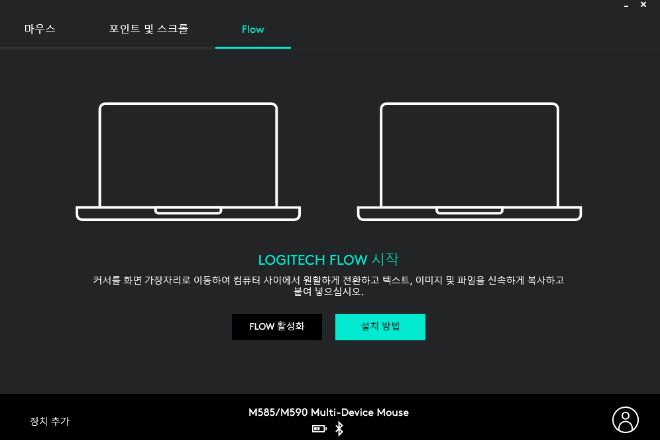 마우스
포인트 및 스크롤
Flow
LOGITECH FLOW 시작
커서를 화면 가장자리로 이동하여 컴퓨터 사이에서 원활하게 전환하고 텍스트, 이미지 및 파일을 신속하게 복사하고
붙여 넣으십시오.
FLOW 활성화
설치 방법
장치 추가
M585/M590 Multi-Device Mouse